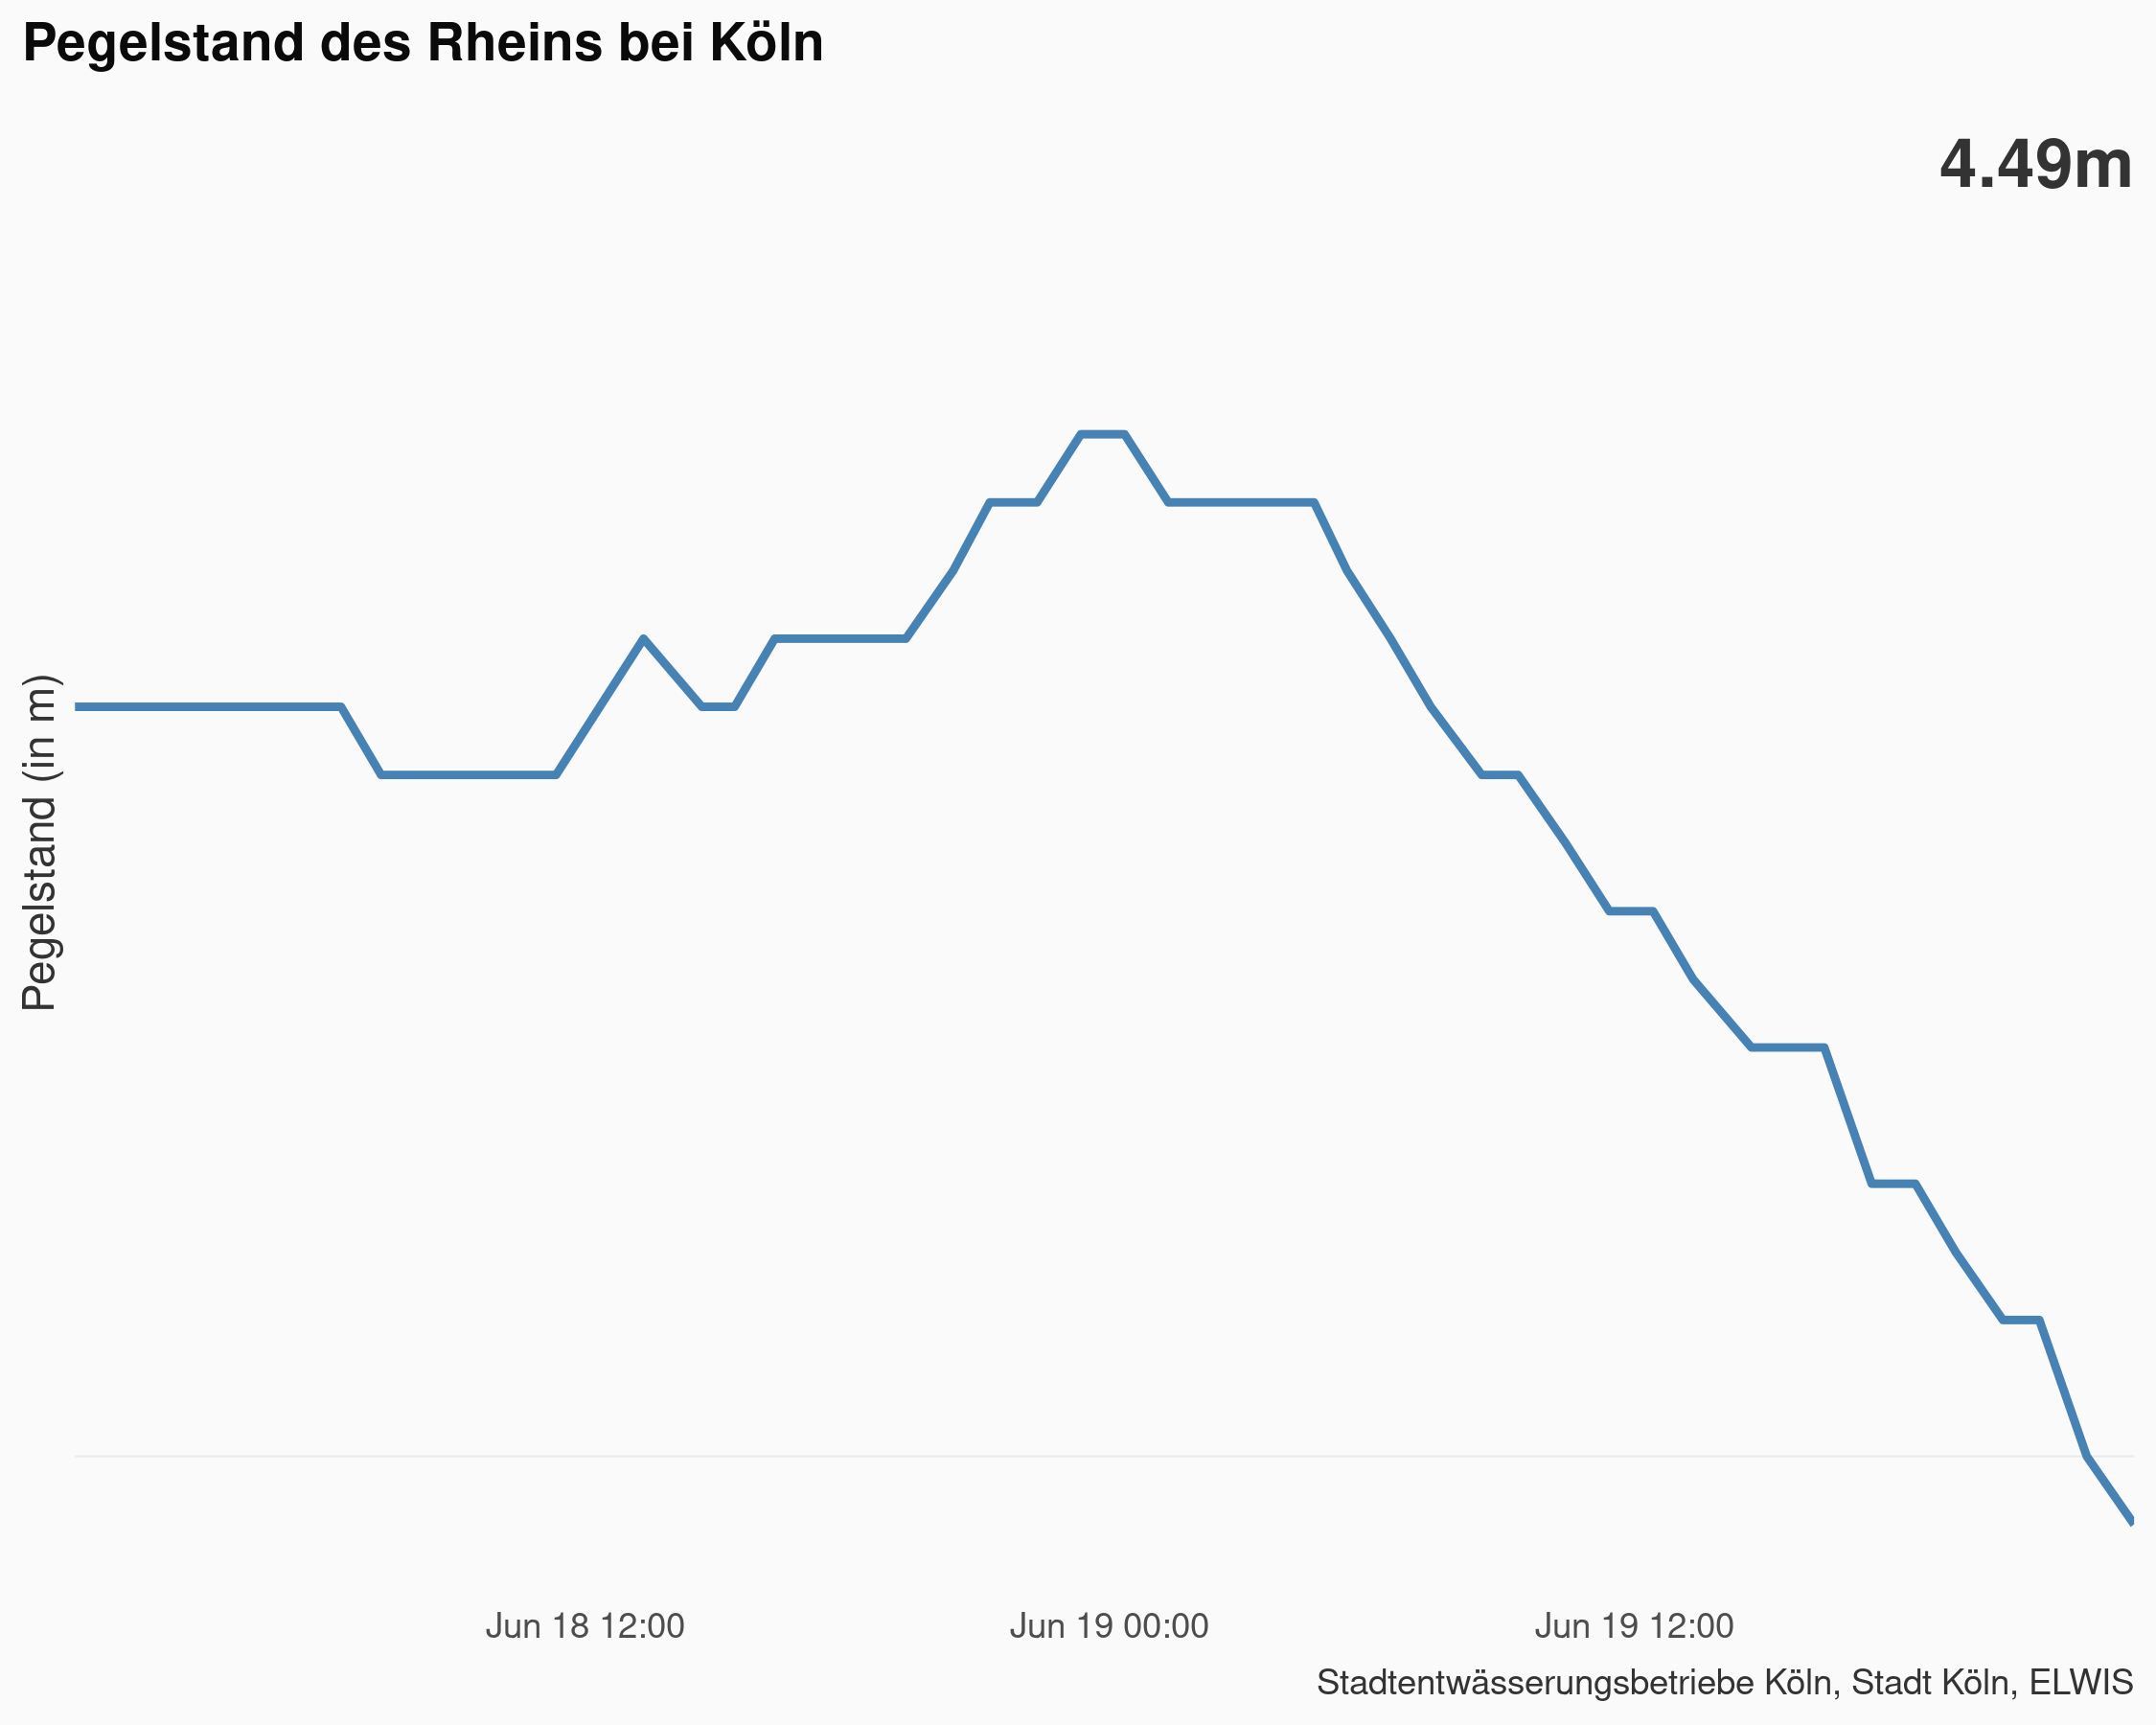 Pegelstand des Rheins bei Köln
4.49m
Pegelstand (in m)
Jun 18 12:00
Jun 19 00:00
Jun 19 12:00
Stadtentwässerungsbetriebe Köln, Stadt Köln, ELWIS